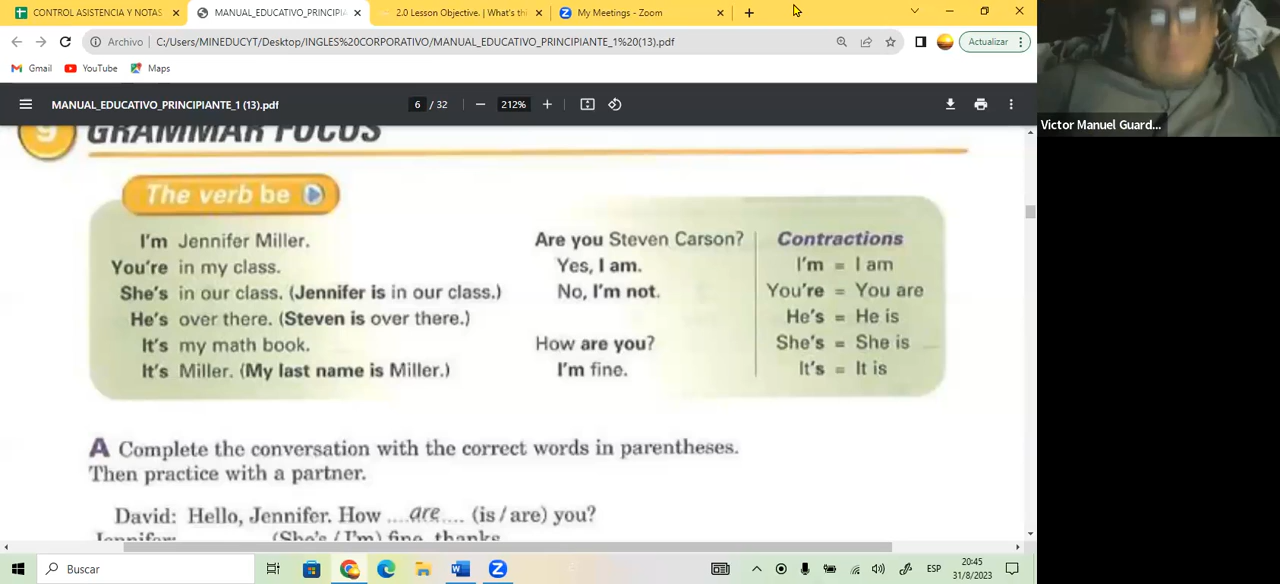 CONTROL ASISTENCIA Y NOTAS
MANUAL_EDUCATIVO_PRINCIPIA
2.0 Lesson Objective. | What's thi
My Meetings - Zoom
Archivo | C:/Users/MINEDUCYT/Desktop/INGLES%20CORPORATIVO/MANUAL_EDUCATIVO_PRINCIPIANTE_1%20(13).pdf
Actualizar
Gmail YouTube Maps
MANUAL_EDUCATIVO_PRINCIPIANTE_1 (13).pdf
6 / 32
212%
Victor Manuel Guard...
9 GRAMMAR FOCUS
The verb be
I'm Jennifer Miller.
You're in my class.
She's in our class. (Jennifer is in our class.)
He's over there. (Steven is over there.)
It's my math book.
It's Miller. (My last name is Miller.)
Are you Steven Carson?
Yes, I am.
No, I'm not.
How are you?
I'm fine.
Contractions
I'm = I am
You're = You are
He's = He is
She's = She is
It's = It is
A Complete the conversation with the correct words in parentheses.
Then practice with a partner.
David: Hello, Jennifer. How ....are.... (is / are) you?
Jennifer: (She's / I'm) fine, thanks.
Buscar
ESP
20:45
31/8/2023